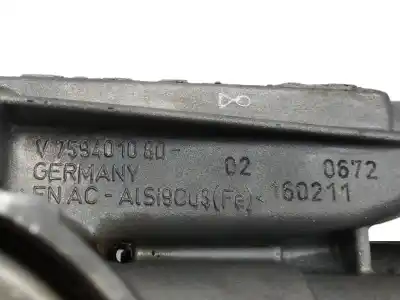 V 7594010 80-
GERMANY 02 0672
EN AC - AlSi9Cu3(Fe)< 160211